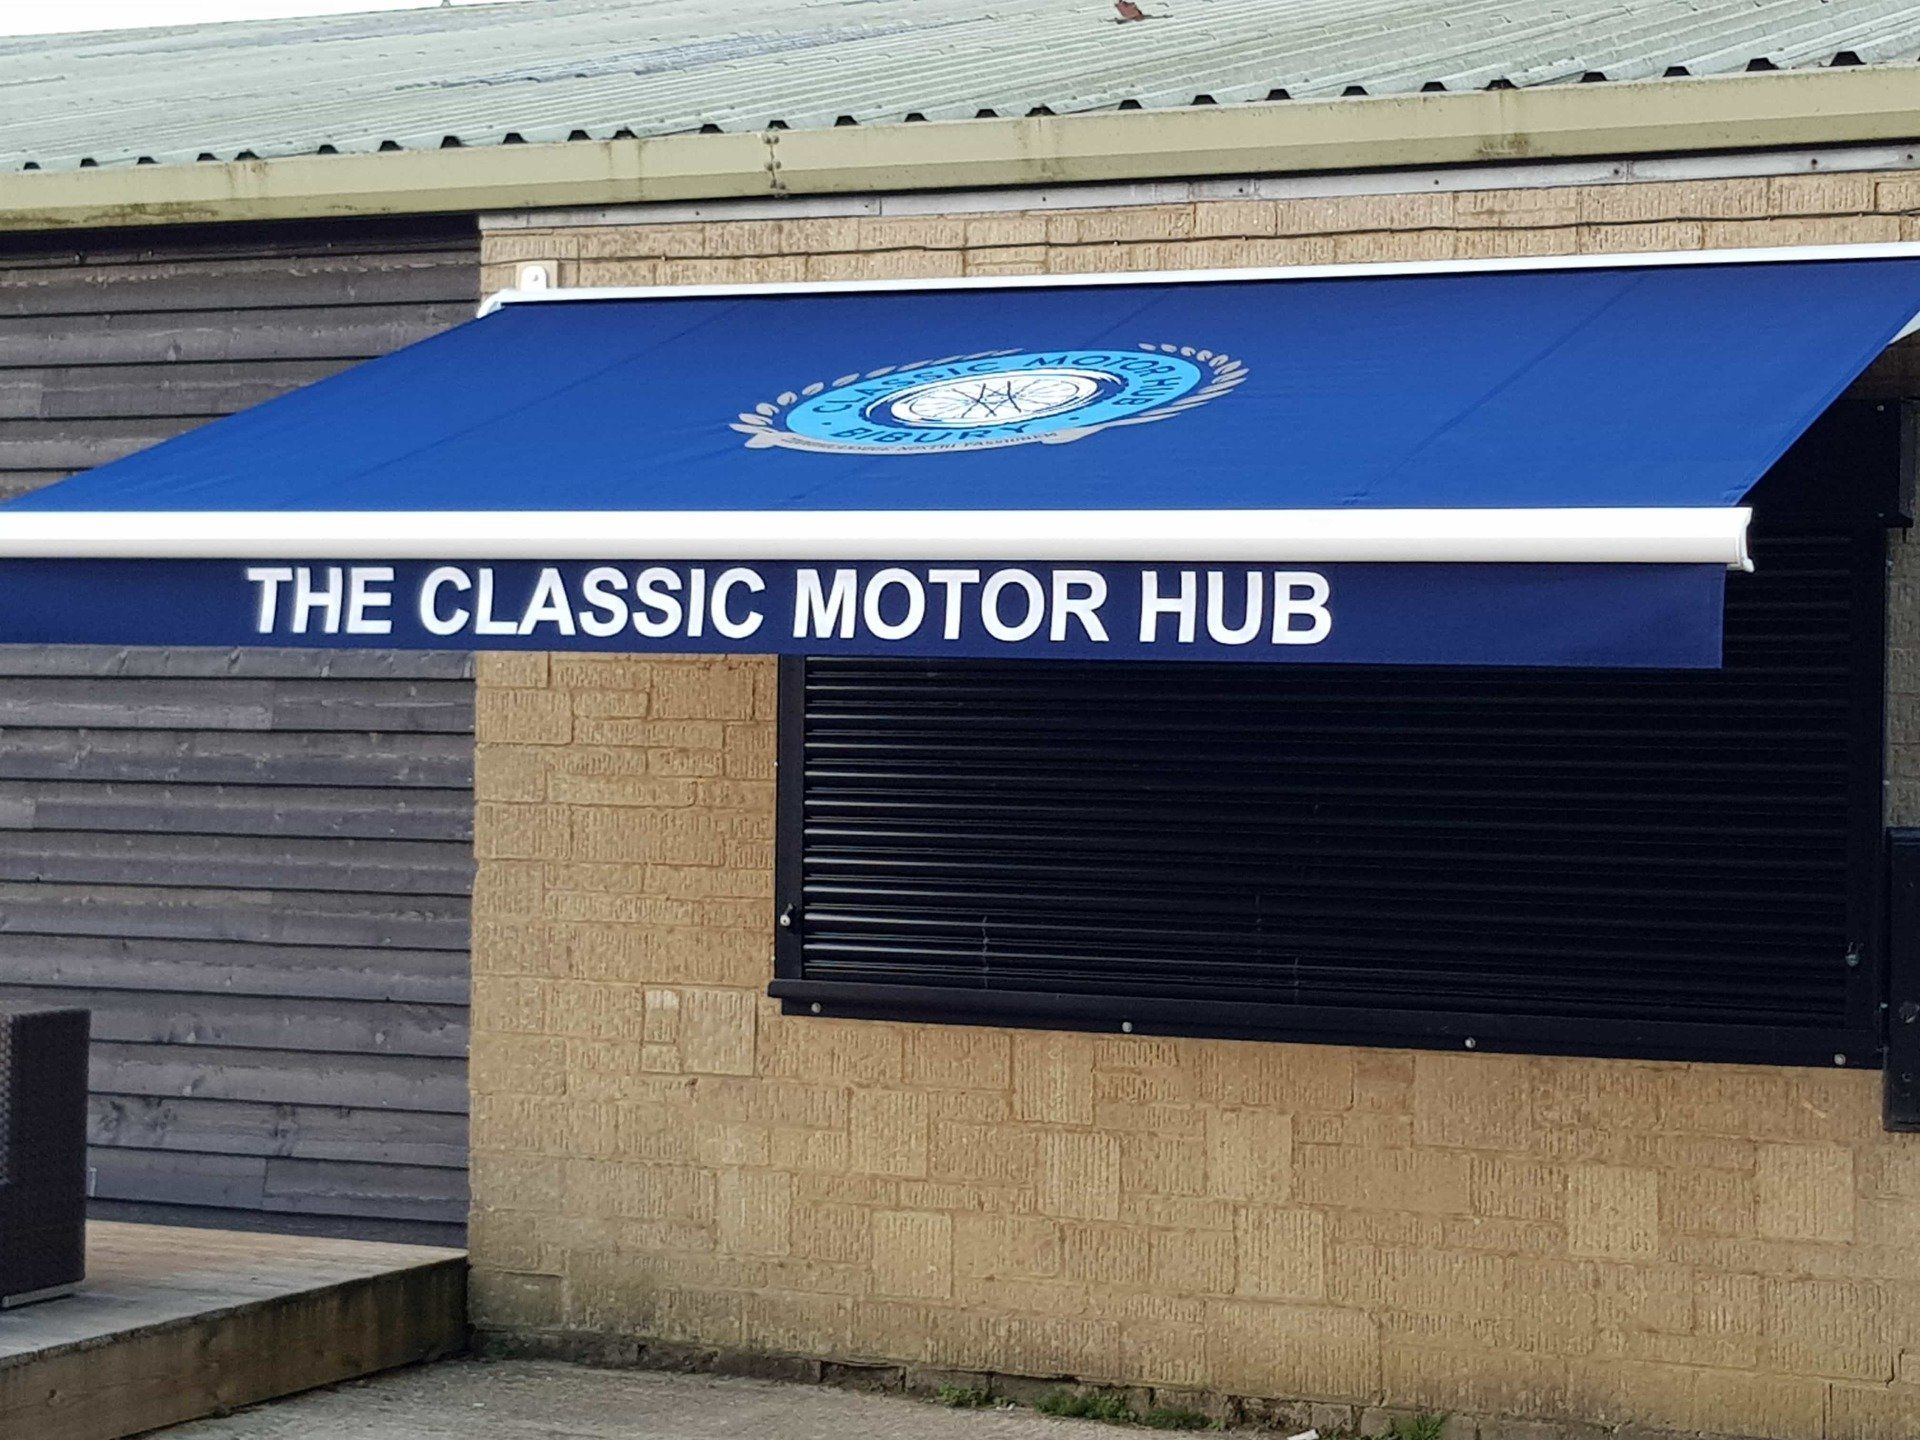 CLASSIC MOTOR HUB
· BIBURY ·
THE CLASSIC MOTOR HUB